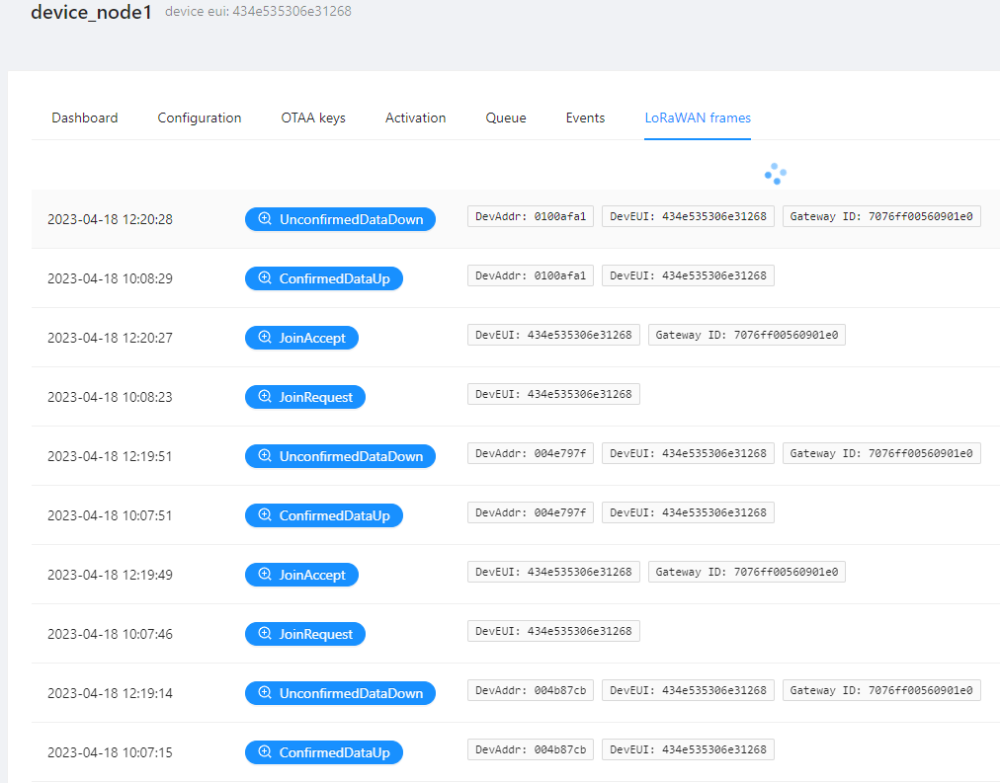 device_node1 device eui: 434e535306e31268
Dashboard Configuration OTAA keys Activation Queue Events LoRaWAN frames
2023-04-18 12:20:28 UnconfirmedDataDown DevAddr: 0100afa1 DevEUI: 434e535306e31268 Gateway ID: 7076ff00560901e0
2023-04-18 10:08:29 ConfirmedDataUp DevAddr: 0100afa1 DevEUI: 434e535306e31268
2023-04-18 12:20:27 JoinAccept DevEUI: 434e535306e31268 Gateway ID: 7076ff00560901e0
2023-04-18 10:08:23 JoinRequest DevEUI: 434e535306e31268
2023-04-18 12:19:51 UnconfirmedDataDown DevAddr: 004e797f DevEUI: 434e535306e31268 Gateway ID: 7076ff00560901e0
2023-04-18 10:07:51 ConfirmedDataUp DevAddr: 004e797f DevEUI: 434e535306e31268
2023-04-18 12:19:49 JoinAccept DevEUI: 434e535306e31268 Gateway ID: 7076ff00560901e0
2023-04-18 10:07:46 JoinRequest DevEUI: 434e535306e31268
2023-04-18 12:19:14 UnconfirmedDataDown DevAddr: 004b87cb DevEUI: 434e535306e31268 Gateway ID: 7076ff00560901e0
2023-04-18 10:07:15 ConfirmedDataUp DevAddr: 004b87cb DevEUI: 434e535306e31268